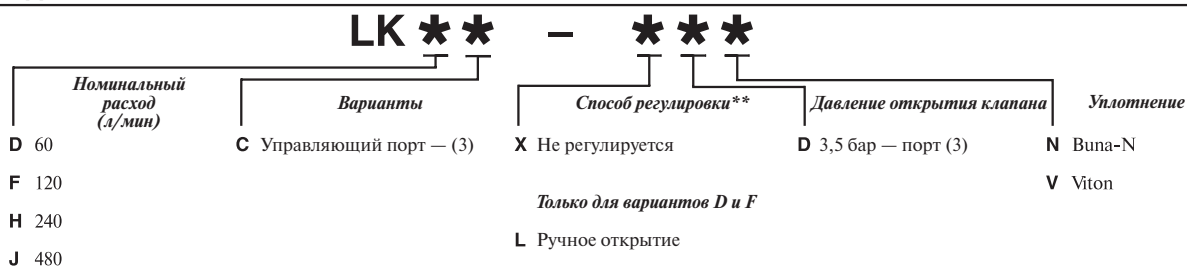 LK ** – ***
Номинальный
расход
(л/мин)
D 60
F 120
H 240
J 480
Варианты
C Управляющий порт — (3)
Способ регулировки**
X Не регулируется
Только для вариантов D и F
L Ручное открытие
Давление открытия клапана
D 3,5 бар — порт (3)
Уплотнение
N Buna-N
V Viton